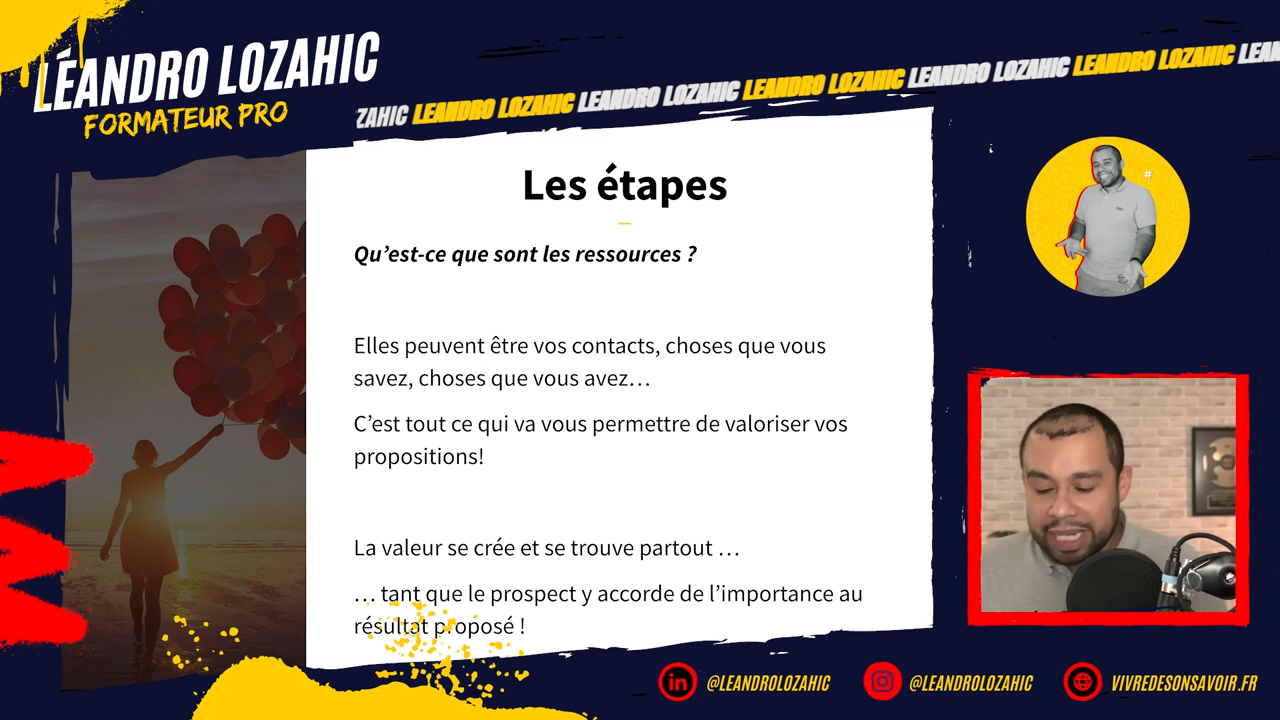 LÉANDRO LOZAHIC
FORMATEUR PRO
ZAHIC LEANDRO LOZAHIC LEANDRO LOZAHIC LEANDRO LOZAHIC LEANDRO LOZAHIC LEANDRO LOZAHIC LEAN
Les étapes
Qu’est-ce que sont les ressources ?
Elles peuvent être vos contacts, choses que vous
savez, choses que vous avez…
C’est tout ce qui va vous permettre de valoriser vos
propositions!
La valeur se crée et se trouve partout …
… tant que le prospect y accorde de l’importance au
résultat proposé !
#
in @LEANDROLOZAHIC
@LEANDROLOZAHIC
VIVREDESONSAVOIR.FR